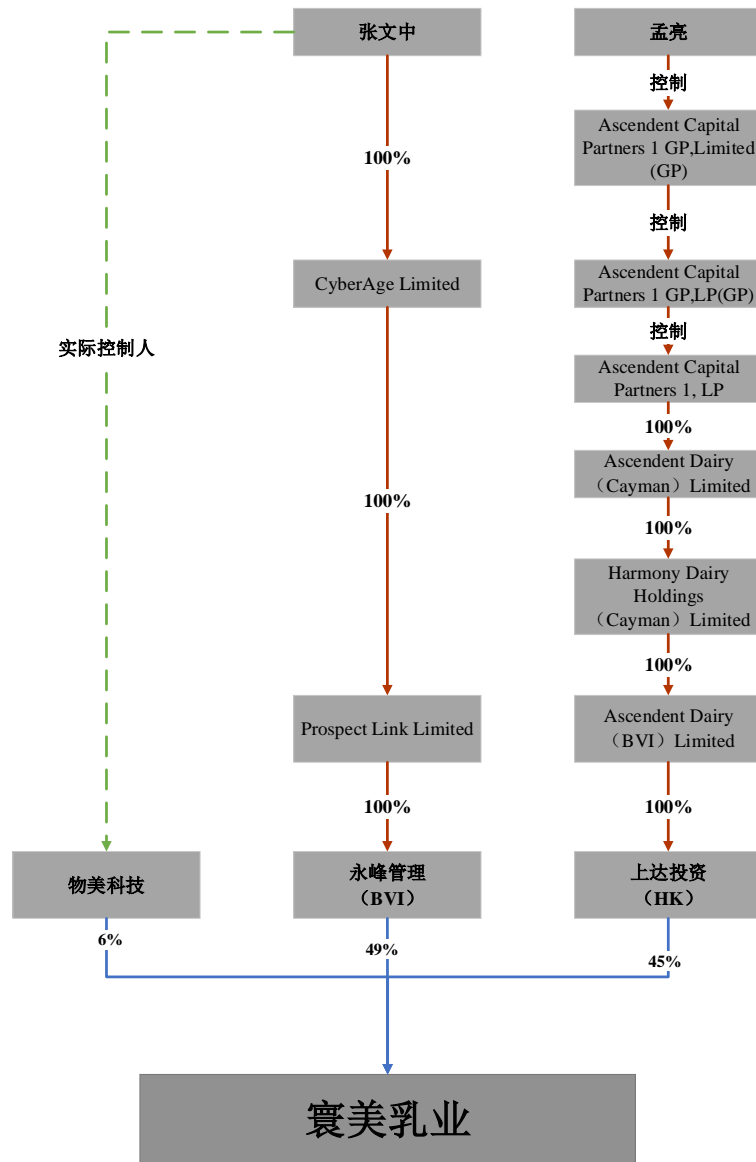 张文中
孟亮
控制
Ascendent Capital
Partners 1 GP,Limited
(GP)
100%
控制
CyberAge Limited
Ascendent Capital
Partners 1 GP,LP(GP)
控制
实际控制人
Ascendent Capital
Partners 1, LP
100%
Ascendent Dairy
（Cayman）Limited
100%
100%
Harmony Dairy
Holdings
（Cayman）Limited
100%
Prospect Link Limited
Ascendent Dairy
（BVI）Limited
100%
100%
物美科技
永峰管理
（BVI）
上达投资
（HK）
6%
49%
45%
寰美乳业